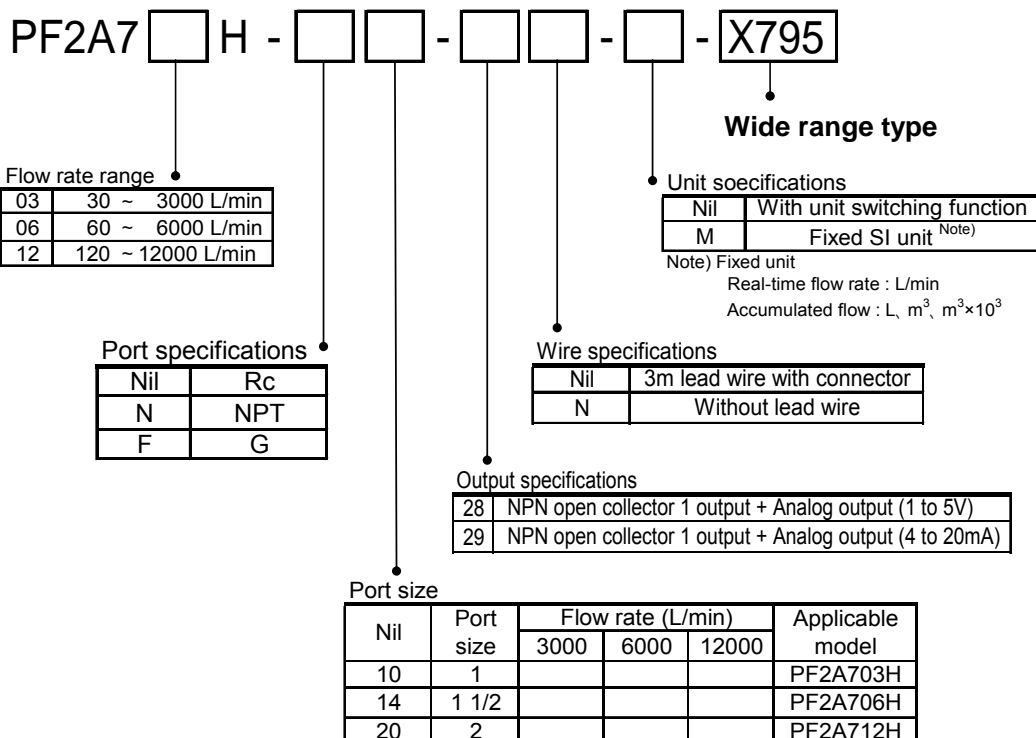 PF2A7 H - - - - X795
Wide range type
Flow rate range
03 30 ~ 3000 L/min
06 60 ~ 6000 L/min
12 120 ~ 12000 L/min
Unit soecifications
Nil With unit switching function
M Fixed SI unit Note)
Note) Fixed unit
Real-time flow rate : L/min
Accumulated flow : L、m³、m³×10³
Port specifications
Nil Rc
N NPT
F G
Wire specifications
Nil 3m lead wire with connector
N Without lead wire
Output specifications
28 NPN open collector 1 output + Analog output (1 to 5V)
29 NPN open collector 1 output + Analog output (4 to 20mA)
Port size
Nil Port size Flow rate (L/min) Applicable model
3000 6000 12000
10 1 PF2A703H
14 1 1/2 PF2A706H
20 2 PF2A712H